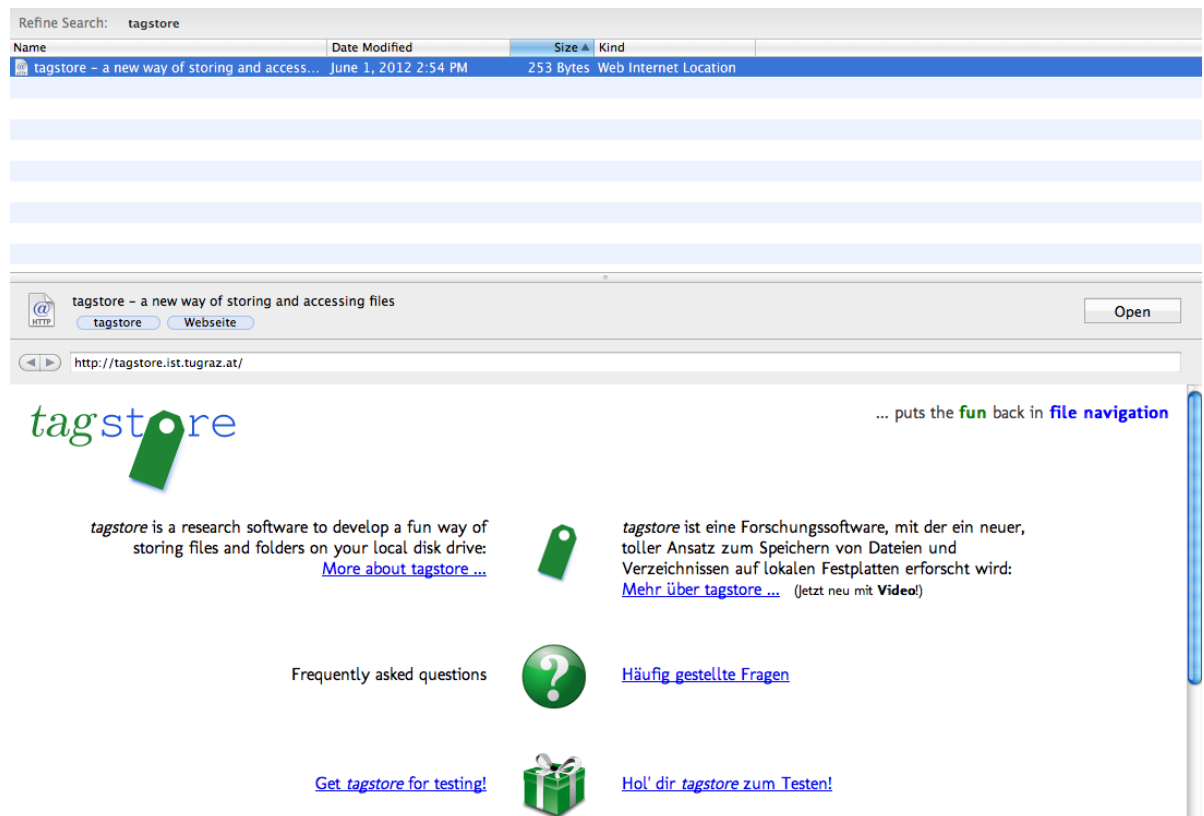 Refine Search: tagstore
Name Date Modified Size Kind
tagstore – a new way of storing and access... June 1, 2012 2:54 PM 253 Bytes Web Internet Location
tagstore – a new way of storing and accessing files
Open
HTTP
tagstore Webseite
http://tagstore.ist.tugraz.at/
tagstore
... puts the fun back in file navigation
tagstore is a research software to develop a fun way of
storing files and folders on your local disk drive:
More about tagstore ...
tagstore ist eine Forschungssoftware, mit der ein neuer,
toller Ansatz zum Speichern von Dateien und
Verzeichnissen auf lokalen Festplatten erforscht wird:
Mehr über tagstore ... (Jetzt neu mit Video!)
Frequently asked questions
?
Häufig gestellte Fragen
Get tagstore for testing!
Hol' dir tagstore zum Testen!